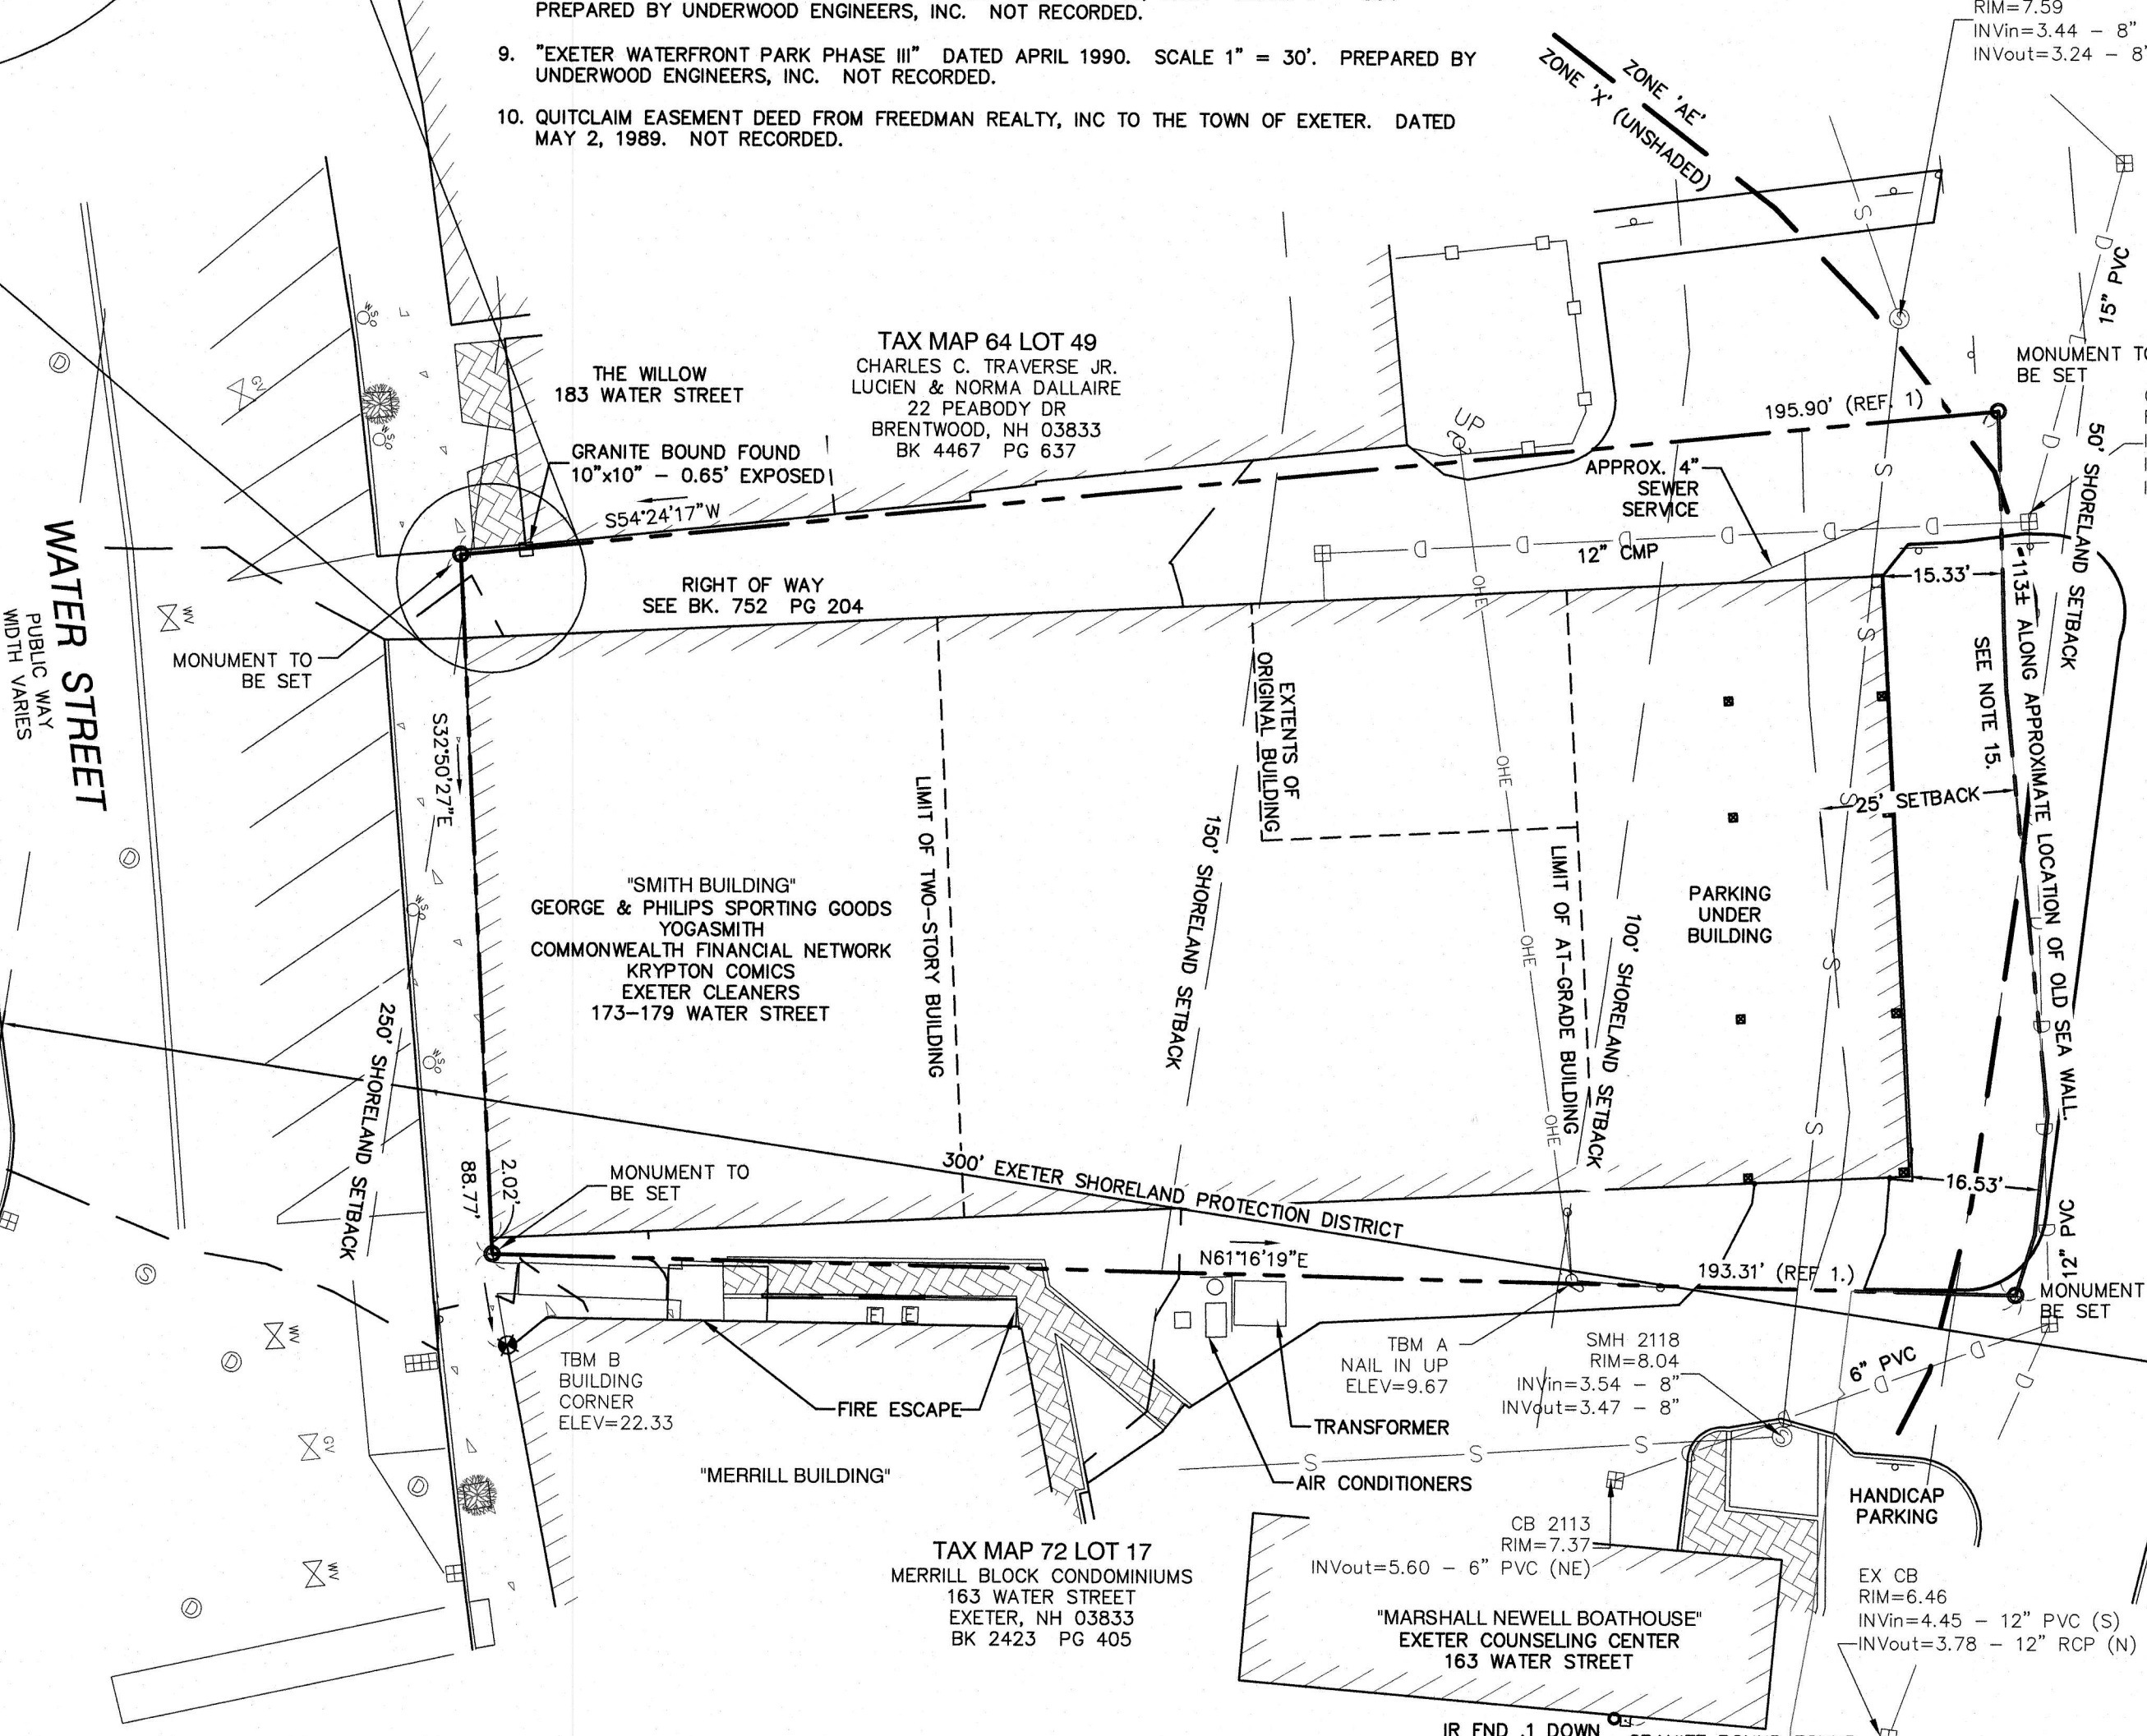 PREPARED BY UNDERWOOD ENGINEERS, INC. NOT RECORDED.
9. "EXETER WATERFRONT PARK PHASE III" DATED APRIL 1990. SCALE 1" = 30'. PREPARED BY
UNDERWOOD ENGINEERS, INC. NOT RECORDED.
10. QUITCLAIM EASEMENT DEED FROM FREEDMAN REALTY, INC TO THE TOWN OF EXETER. DATED
MAY 2, 1989. NOT RECORDED.
RIM=7.59
INVin=3.44 - 8"
INVout=3.24 - 8"
ZONE 'AE'
ZONE 'X' (UNSHADED)
S
D
15" PVC
MONUMENT TO
BE SET
50' SHORELAND SETBACK
THE WILLOW
183 WATER STREET
TAX MAP 64 LOT 49
CHARLES C. TRAVERSE JR.
LUCIEN & NORMA DALLAIRE
22 PEABODY DR
BRENTWOOD, NH 03833
BK 4467 PG 637
GRANITE BOUND FOUND
10"x10" - 0.65' EXPOSED
S54°24'17"W
195.90' (REF. 1)
UP
APPROX. 4"
SEWER
SERVICE
12" CMP
RIGHT OF WAY
SEE BK. 752 PG 204
15.33'
WSO
WSO
GV
D
WV
WATER STREET
PUBLIC WAY
WIDTH VARIES
MONUMENT TO
BE SET
S32°50'27"E
EXTENTS OF
ORIGINAL BUILDING
OHE
SEE NOTE 15.
113± ALONG APPROXIMATE LOCATION OF OLD SEA WALL.
25' SETBACK
LIMIT OF TWO-STORY BUILDING
150' SHORELAND SETBACK
LIMIT OF AT-GRADE BUILDING
100' SHORELAND SETBACK
PARKING
UNDER
BUILDING
"SMITH BUILDING"
GEORGE & PHILIPS SPORTING GOODS
YOGASMITH
COMMONWEALTH FINANCIAL NETWORK
KRYPTON COMICS
EXETER CLEANERS
173-179 WATER STREET
D
WSO
WSO
OHE
OHE
OHE
250' SHORELAND SETBACK
88.77'
2.02'
MONUMENT TO
BE SET
300' EXETER SHORELAND PROTECTION DISTRICT
16.53'
12" PVC
N61°16'19"E
193.31' (REF 1.)
MONUMENT
BE SET
S
WV
D
TBM B
BUILDING
CORNER
ELEV=22.33
E
E
FIRE ESCAPE
TBM A
NAIL IN UP
ELEV=9.67
SMH 2118
RIM=8.04
INVin=3.54 - 8"
INVout=3.47 - 8"
6" PVC
TRANSFORMER
AIR CONDITIONERS
GV
D
"MERRILL BUILDING"
HANDICAP
PARKING
CB 2113
RIM=7.37
INVout=5.60 - 6" PVC (NE)
TAX MAP 72 LOT 17
MERRILL BLOCK CONDOMINIUMS
163 WATER STREET
EXETER, NH 03833
BK 2423 PG 405
WV
D
EX CB
RIM=6.46
INVin=4.45 - 12" PVC (S)
INVout=3.78 - 12" RCP (N)
"MARSHALL NEWELL BOATHOUSE"
EXETER COUNSELING CENTER
163 WATER STREET
IR FND .1 DOWN